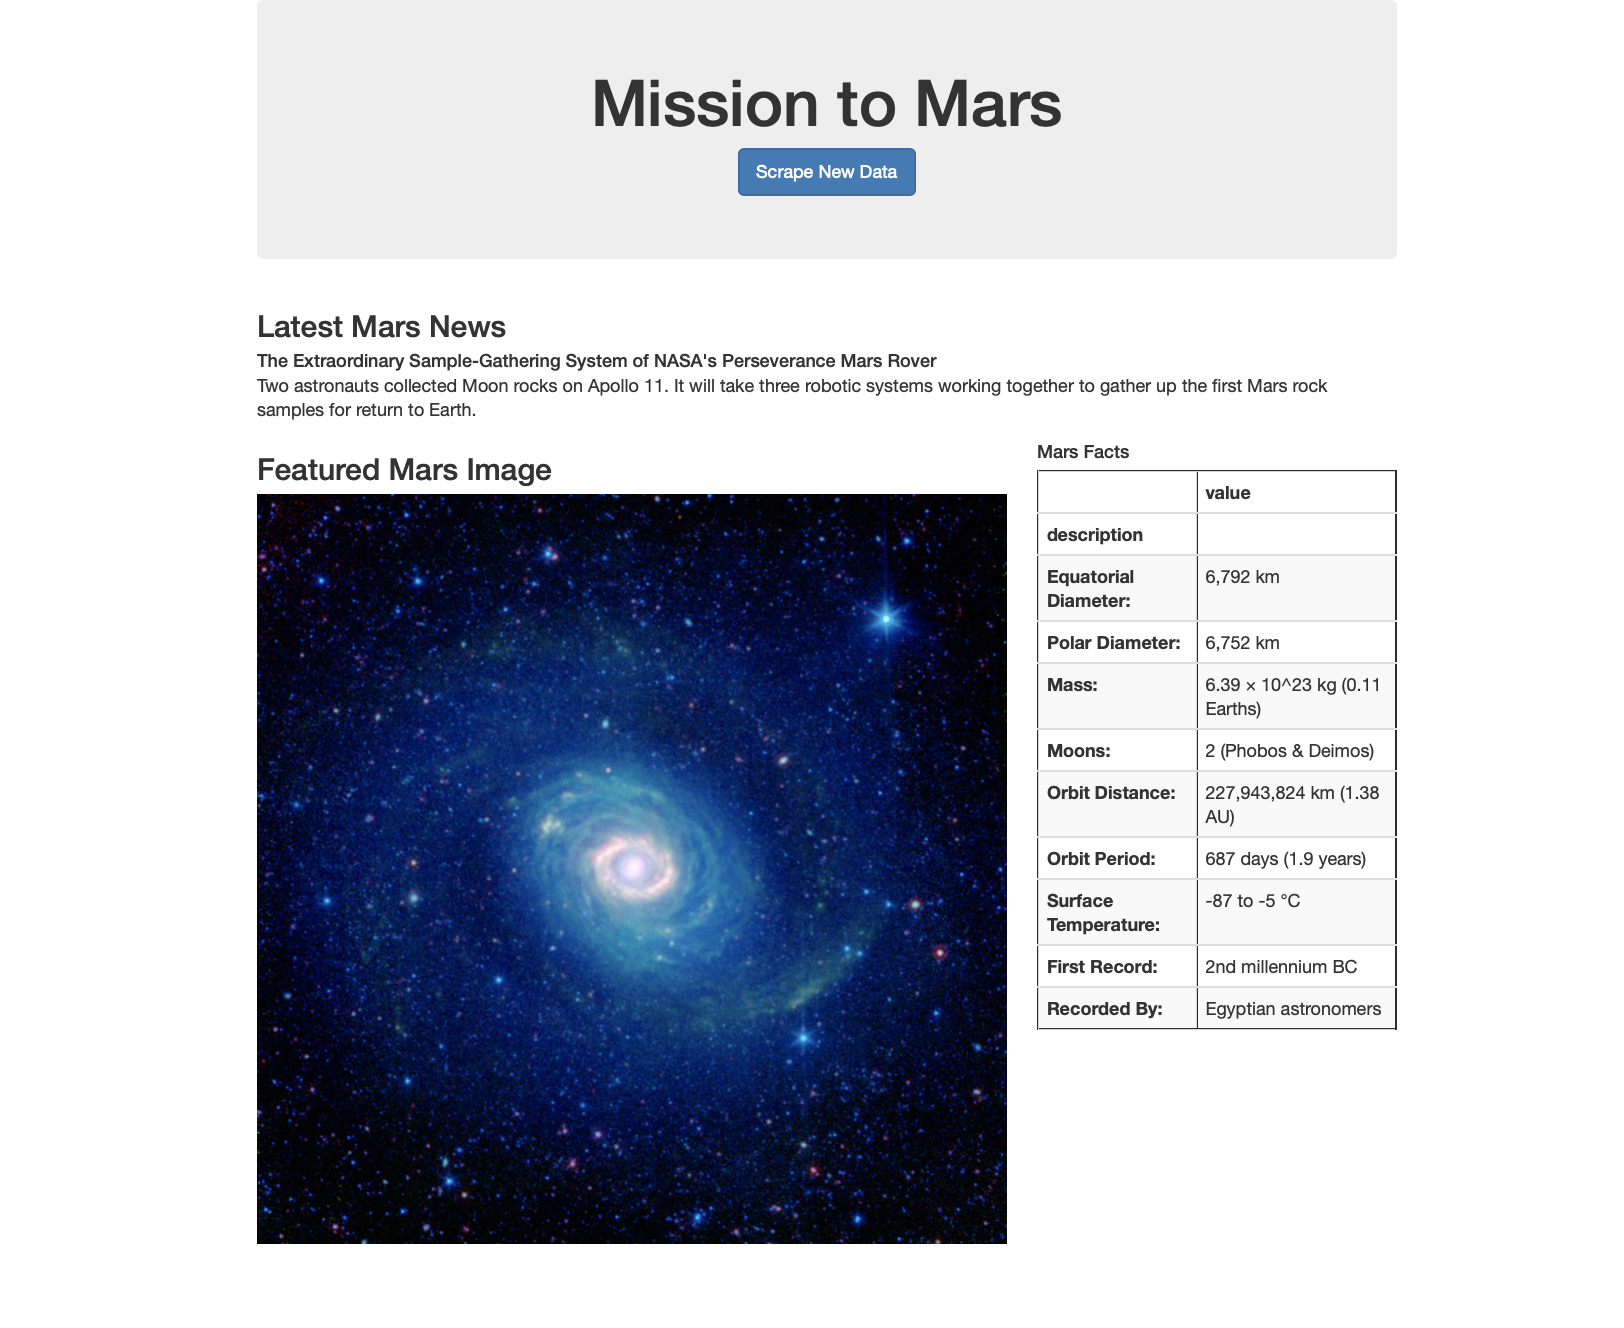 Mission to Mars
Scrape New Data
Latest Mars News
The Extraordinary Sample-Gathering System of NASA's Perseverance Mars Rover
Two astronauts collected Moon rocks on Apollo 11. It will take three robotic systems working together to gather up the first Mars rock
samples for return to Earth.
Featured Mars Image
Mars Facts
value
description
Equatorial
Diameter:
6,792 km
Polar Diameter:
6,752 km
Mass:
6.39 × 10^23 kg (0.11
Earths)
Moons:
2 (Phobos & Deimos)
Orbit Distance:
227,943,824 km (1.38
AU)
Orbit Period:
687 days (1.9 years)
Surface
Temperature:
-87 to -5 °C
First Record:
2nd millennium BC
Recorded By:
Egyptian astronomers